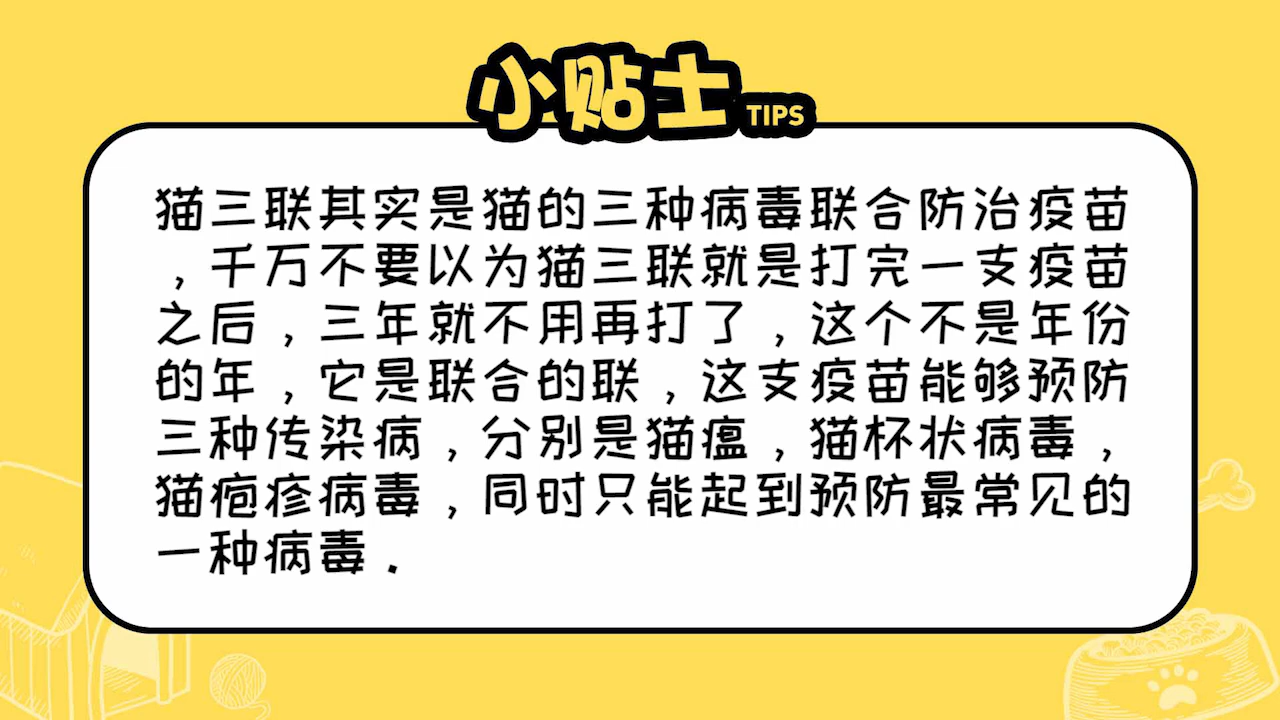 小贴士 TIPS
猫三联其实是猫的三种病毒联合防治疫苗
，千万不要以为猫三联就是打完一支疫苗
之后，三年就不用再打了，这个不是年份
的年，它是联合的联，这支疫苗能够预防
三种传染病，分别是猫瘟，猫杯状病毒，
猫疱疹病毒，同时只能起到预防最常见的
一种病毒．